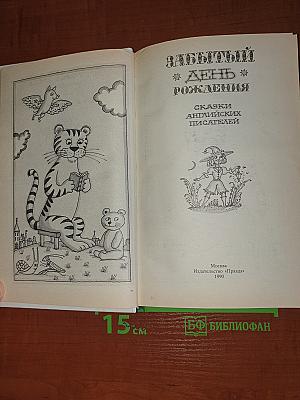 ЗАБЫТЫЙ
ДЕНЬ
РОЖДЕНИЯ
СКАЗКИ
АНГЛИЙСКИХ
ПИСАТЕЛЕЙ
Москва
Издательство «Правда»
1990
15 см
БФ БИБЛИОФАН